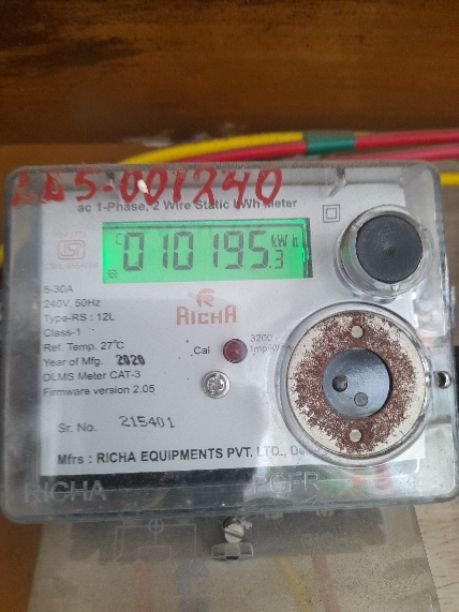 ac 1-Phase, 2 Wire Static kWh Meter
C 010195.3 kWh
ISI
5-30A
240V, 50Hz
Type-RS : 12L
Class-1
Ref. Temp. 27°C
Year of Mfg. 2020
DLMS Meter CAT-3
Firmware version 2.05
RICHA
Cal
3200
Imp/
Sr. No. 215401
Mfrs : RICHA EQUIPMENTS PVT. LTD.,
RICHA